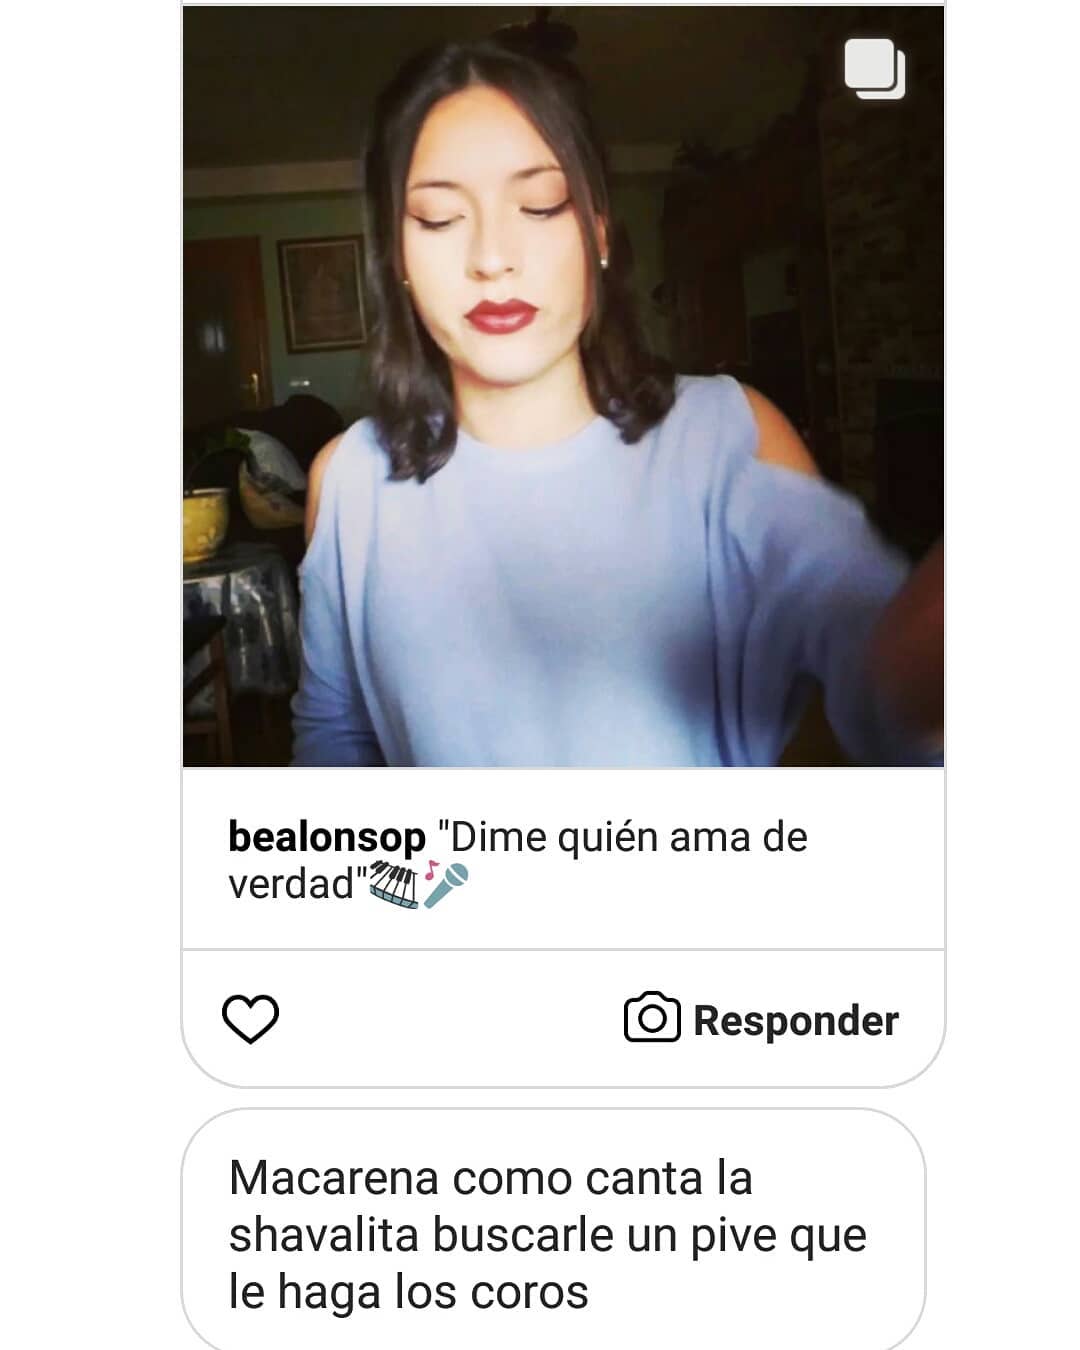 bealonsop "Dime quién ama de
verdad"🎹🎤
Responder
Macarena como canta la
shavalita buscarle un pive que
le haga los coros